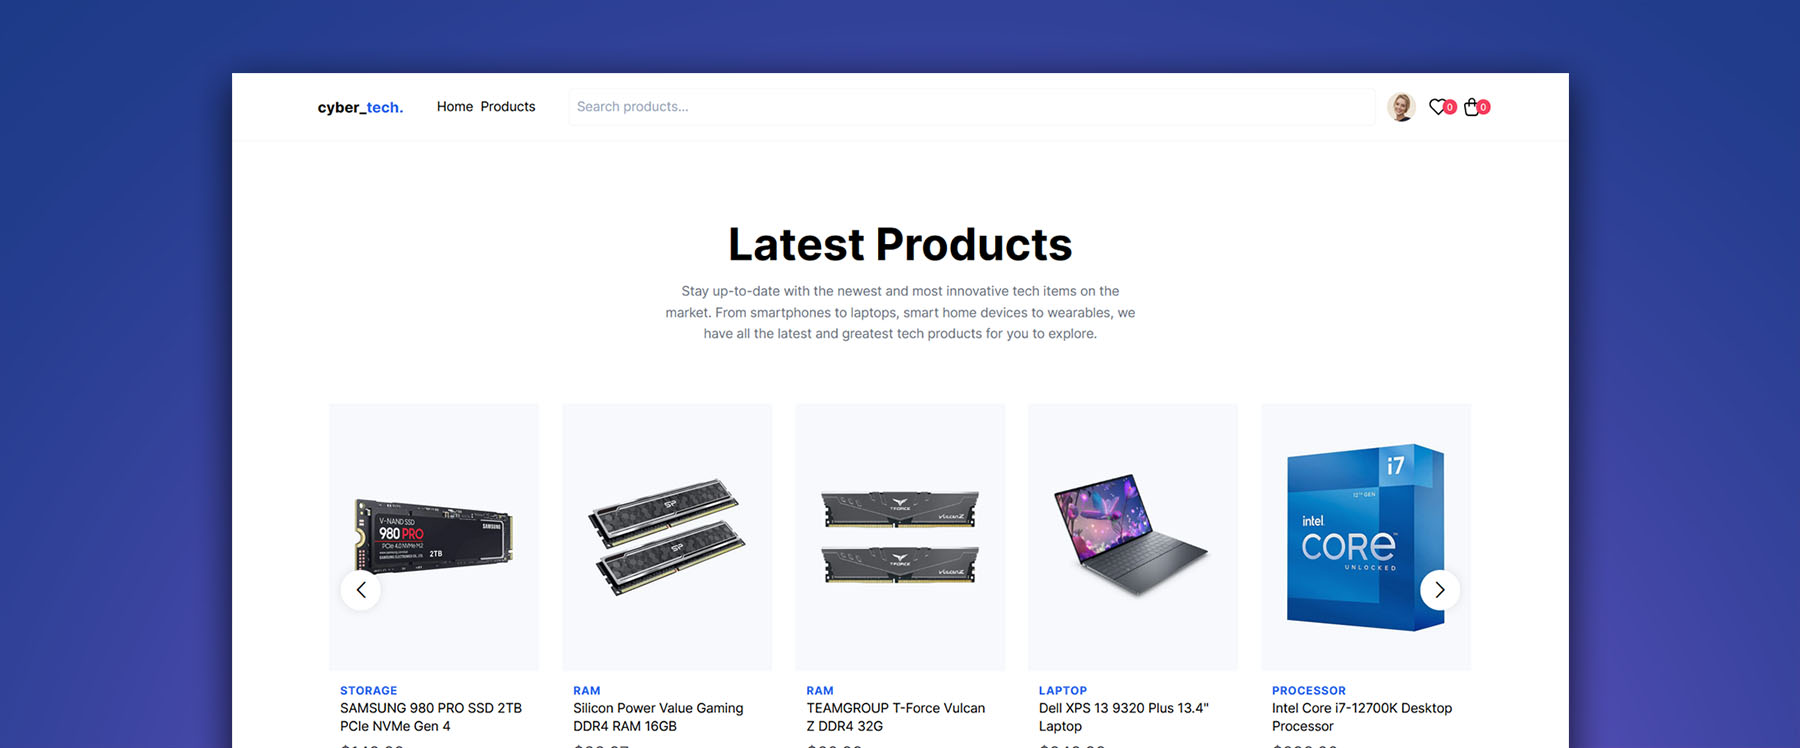 cyber_tech.
Home Products
Search products...
0
0
Latest Products
Stay up-to-date with the newest and most innovative tech items on the
market. From smartphones to laptops, smart home devices to wearables, we
have all the latest and greatest tech products for you to explore.
V-NAND SSD
980 PRO
PCIe 4.0 NVMe M.2
2TB
SAMSUNG
SP
SP
T-FORCE
VULCAN Z
T-FORCE
VULCAN Z
i7
12TH GEN
intel.
CORE
UNLOCKED
STORAGE
SAMSUNG 980 PRO SSD 2TB
PCIe NVMe Gen 4
RAM
Silicon Power Value Gaming
DDR4 RAM 16GB
RAM
TEAMGROUP T-Force Vulcan
Z DDR4 32G
LAPTOP
Dell XPS 13 9320 Plus 13.4"
Laptop
PROCESSOR
Intel Core i7-12700K Desktop
Processor